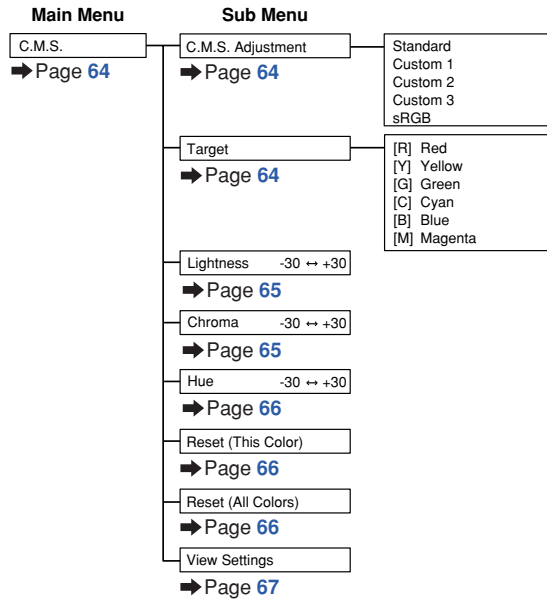 Main Menu Sub Menu
C.M.S. C.M.S. Adjustment Standard
➡ Page 64 ➡ Page 64 Custom 1
Custom 2
Custom 3
sRGB
Target [R] Red
➡ Page 64 [Y] Yellow
[G] Green
[C] Cyan
[B] Blue
[M] Magenta
Lightness -30 ↔ +30
➡ Page 65
Chroma -30 ↔ +30
➡ Page 65
Hue -30 ↔ +30
➡ Page 66
Reset (This Color)
➡ Page 66
Reset (All Colors)
➡ Page 66
View Settings
➡ Page 67